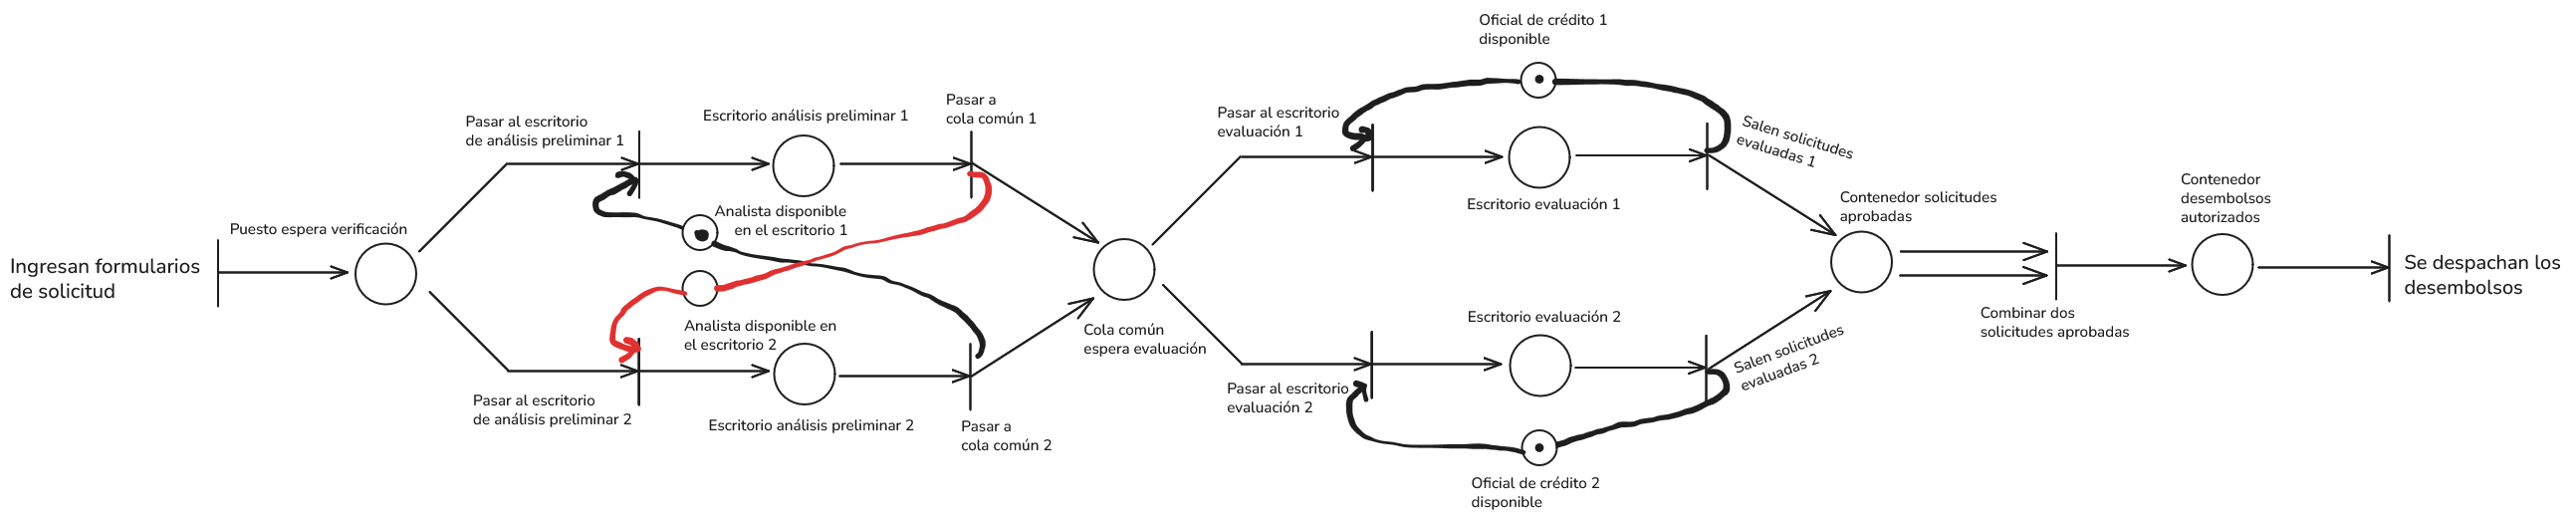 Ingresan formularios
de solicitud
Puesto espera verificación
Pasar al escritorio
de análisis preliminar 1
Escritorio análisis preliminar 1
Pasar a
cola común 1
Analista disponible
en el escritorio 1
Analista disponible en
el escritorio 2
Pasar al escritorio
de análisis preliminar 2
Escritorio análisis preliminar 2
Pasar a
cola común 2
Cola común
espera evaluación
Oficial de crédito 1
disponible
Pasar al escritorio
evaluación 1
Escritorio evaluación 1
Salen solicitudes
evaluadas 1
Escritorio evaluación 2
Pasar al escritorio
evaluación 2
Salen solicitudes
evaluadas 2
Oficial de crédito 2
disponible
Contenedor solicitudes
aprobadas
Combinar dos
solicitudes aprobadas
Contenedor
desembolsos
autorizados
Se despachan los
desembolsos